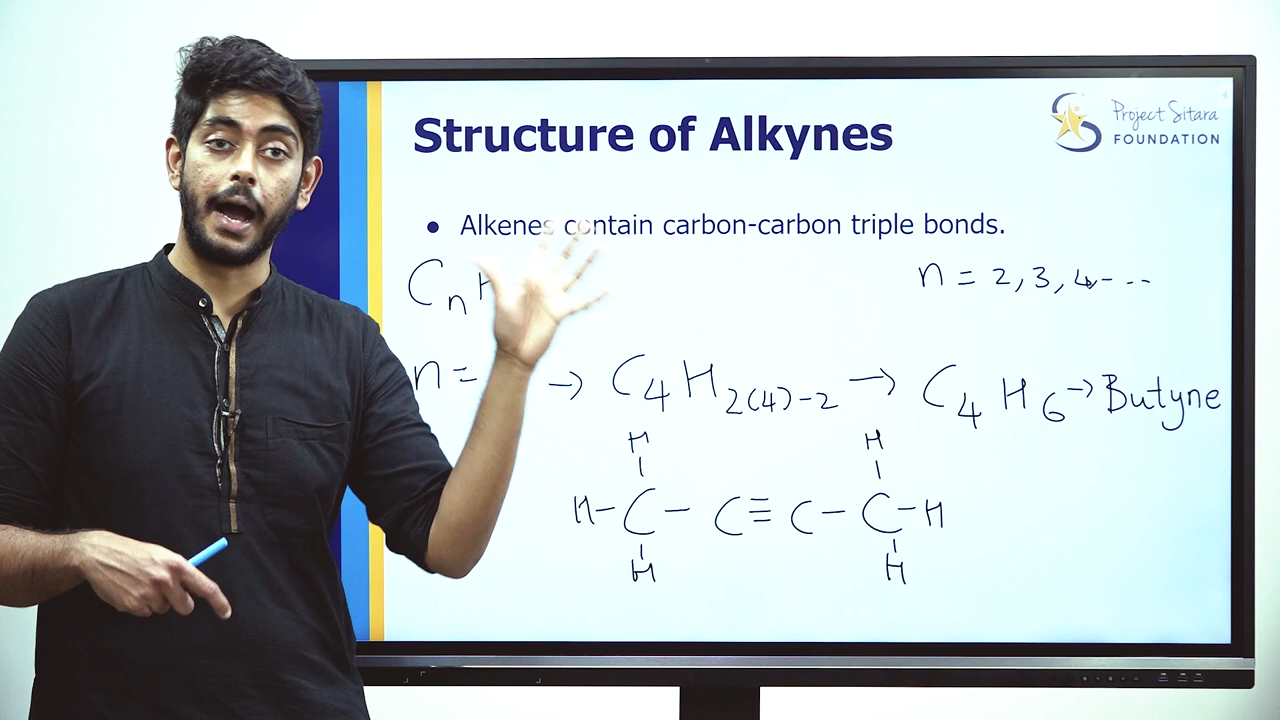 Structure of Alkynes
Project Sitara
FOUNDATION
• Alkenes contain carbon-carbon triple bonds.
Cn
n = 2, 3, 4, - - -
n = → C4H2(4)-2 → C4H6 → Butyne
H H
H-C-C≡C-C-H
H H